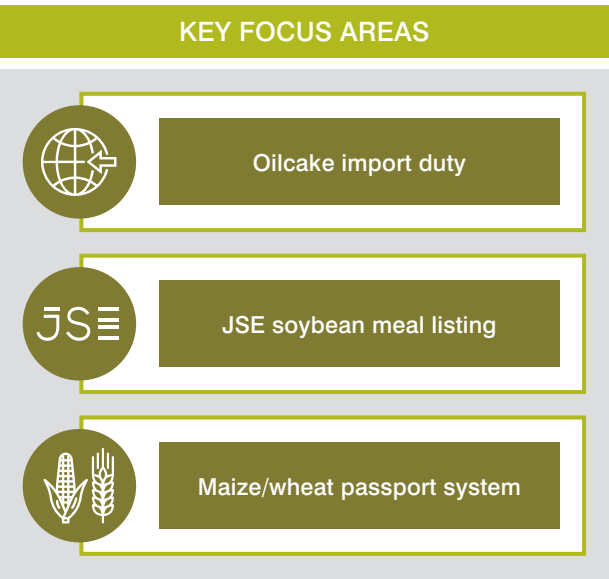 KEY FOCUS AREAS
Oilcake import duty
JSE
JSE soybean meal listing
Maize/wheat passport system